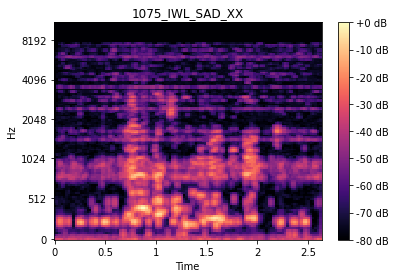 1075_IWL_SAD_XX
+0 dB
8192
-10 dB
4096
-20 dB
-30 dB
2048
Hz
-40 dB
1024
-50 dB
512
-60 dB
-70 dB
0
-80 dB
0
0.5
1
1.5
2
2.5
Time